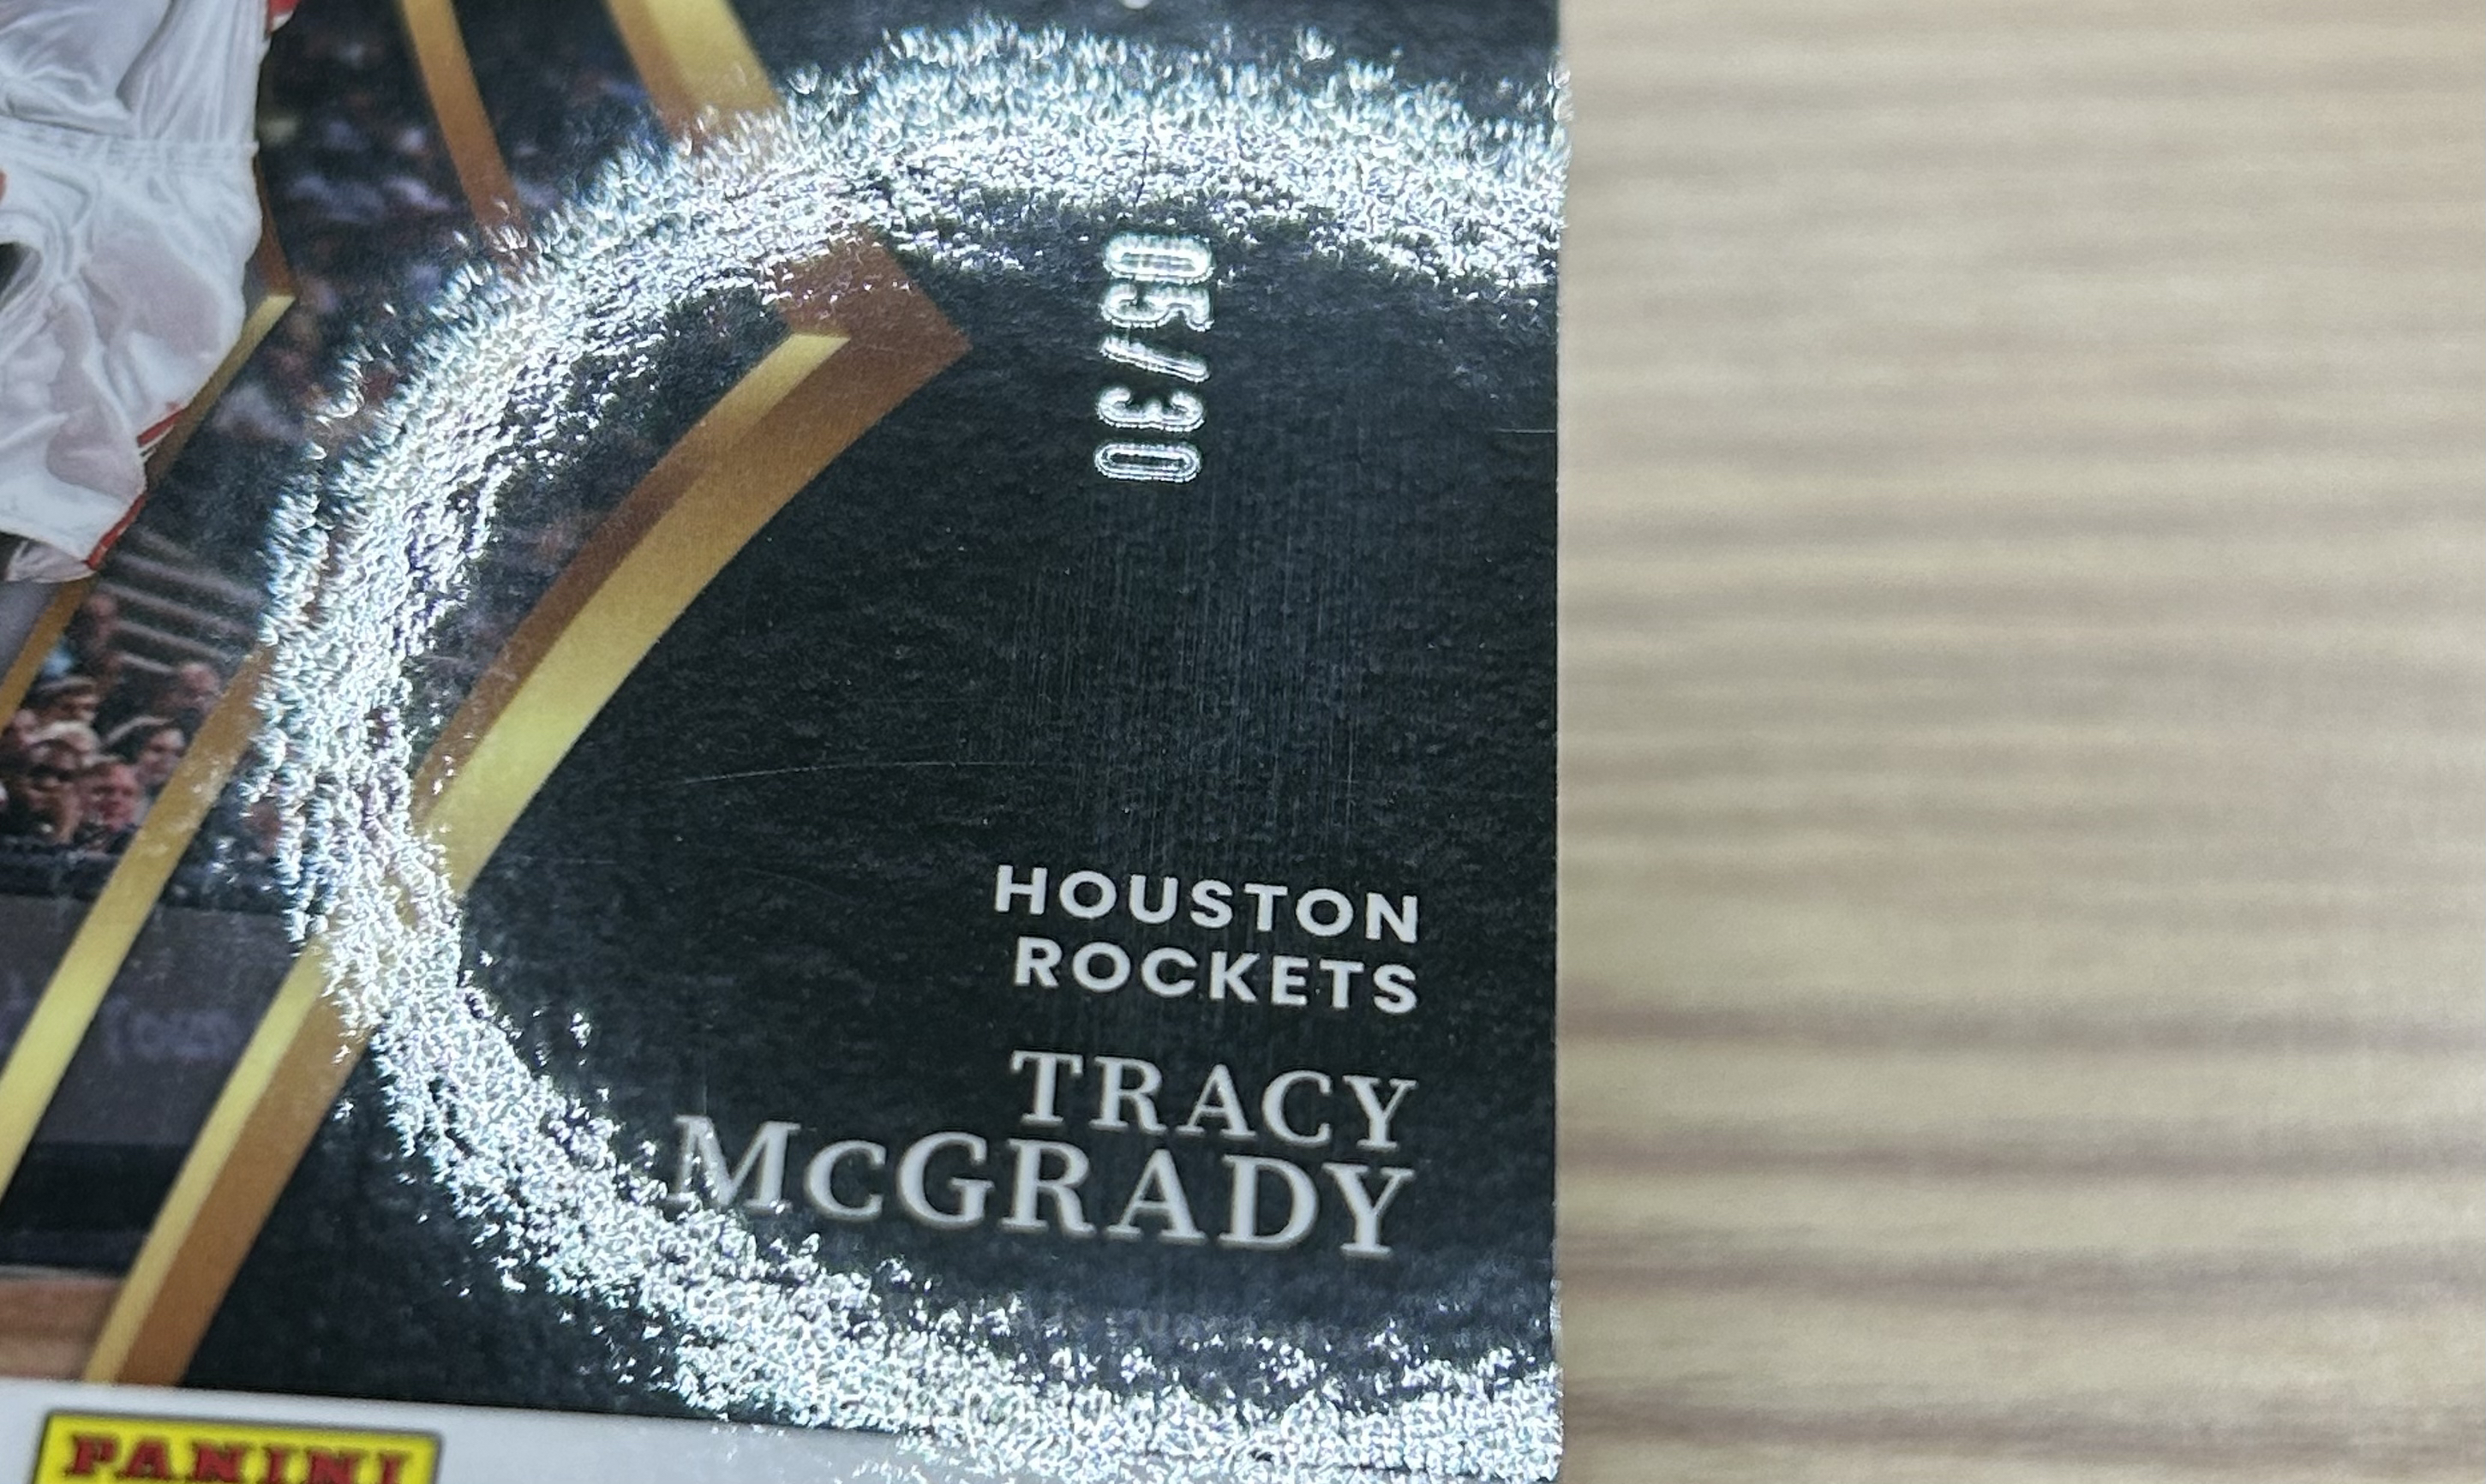 05/30
HOUSTON
ROCKETS
TRACY
McGRADY
PANINI